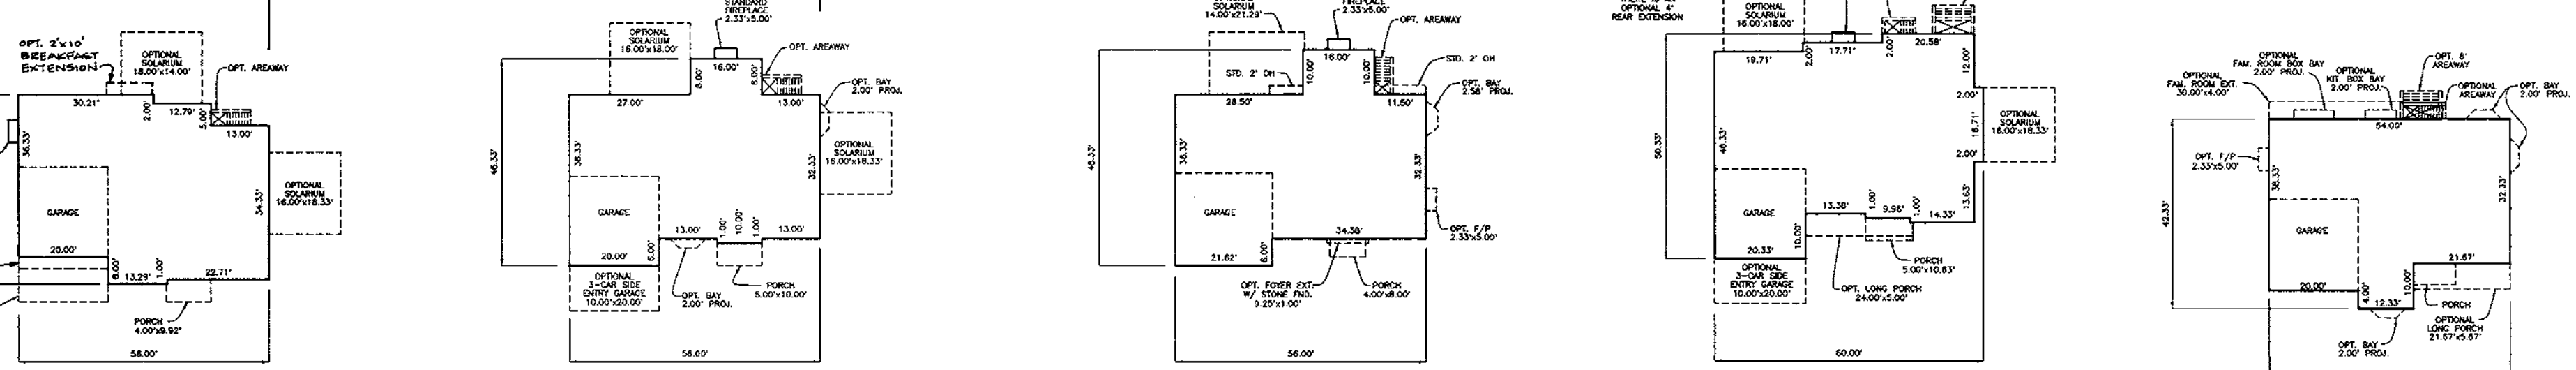 OPT. 2'x10'
BREAKFAST
EXTENSION
OPTIONAL
SOLARIUM
18.00'x14.00'
OPT. AREAWAY
30.21'
2.00'
12.79'
5.00'
13.00'
36.33'
GARAGE
34.33'
OPTIONAL
SOLARIUM
16.00'x18.33'
20.00'
6.00'
13.29'
1.00'
22.71'
PORCH
4.00'x9.92'
56.00'
STANDARD
FIREPLACE
2.33'x5.00'
OPTIONAL
SOLARIUM
16.00'x18.00'
OPT. AREAWAY
8.00'
16.00'
8.00'
OPT. BAY
2.00' PROJ.
27.00'
13.00'
46.33'
38.33'
OPTIONAL
SOLARIUM
16.00'x18.33'
32.33'
GARAGE
13.00'
1.00'
10.00'
1.00'
13.00'
20.00'
6.00'
OPTIONAL
3-CAR SIDE
ENTRY GARAGE
10.00'x20.00'
OPT. BAY
2.00' PROJ.
PORCH
5.00'x10.00'
56.00'
SOLARIUM
14.00'x21.29'
FIREPLACE
2.33'x5.00'
OPT. AREAWAY
10.00'
16.00'
10.00'
STD. 2' OH
STD. 2' OH
OPT. BAY
2.58' PROJ.
28.50'
11.50'
48.33'
38.33'
32.33'
GARAGE
34.38'
OPT. F/P
2.33'x5.00'
21.62'
6.00'
OPT. FOYER EXT.
W/ STONE FND.
9.25'x1.00'
PORCH
4.00'x8.00'
56.00'
OPTIONAL 4'
REAR EXTENSION
OPTIONAL
SOLARIUM
16.00'x18.00'
2.00'
17.71'
2.00'
20.58'
19.71'
12.00'
50.33'
46.33'
2.00'
16.71'
2.00'
OPTIONAL
SOLARIUM
16.00'x18.33'
GARAGE
13.38'
1.00'
9.96'
1.00'
14.33'
13.63'
20.33'
10.00'
OPTIONAL
3-CAR SIDE
ENTRY GARAGE
10.00'x20.00'
OPT. LONG PORCH
24.00'x5.00'
PORCH
5.00'x10.63'
60.00'
OPTIONAL
FAM. ROOM EXT.
30.00'x4.00'
OPTIONAL
FAM. ROOM BOX BAY
2.00' PROJ.
OPTIONAL
KIT. BOX BAY
2.00' PROJ.
OPT. 6'
AREAWAY
OPTIONAL
AREAWAY
OPT. BAY
2.00' PROJ.
54.00'
OPT. F/P
2.33'x5.00'
42.33'
38.33'
32.33'
GARAGE
21.67'
20.00'
4.00'
12.33'
10.00'
PORCH
OPTIONAL
LONG PORCH
21.67'x5.67'
OPT. BAY
2.00' PROJ.